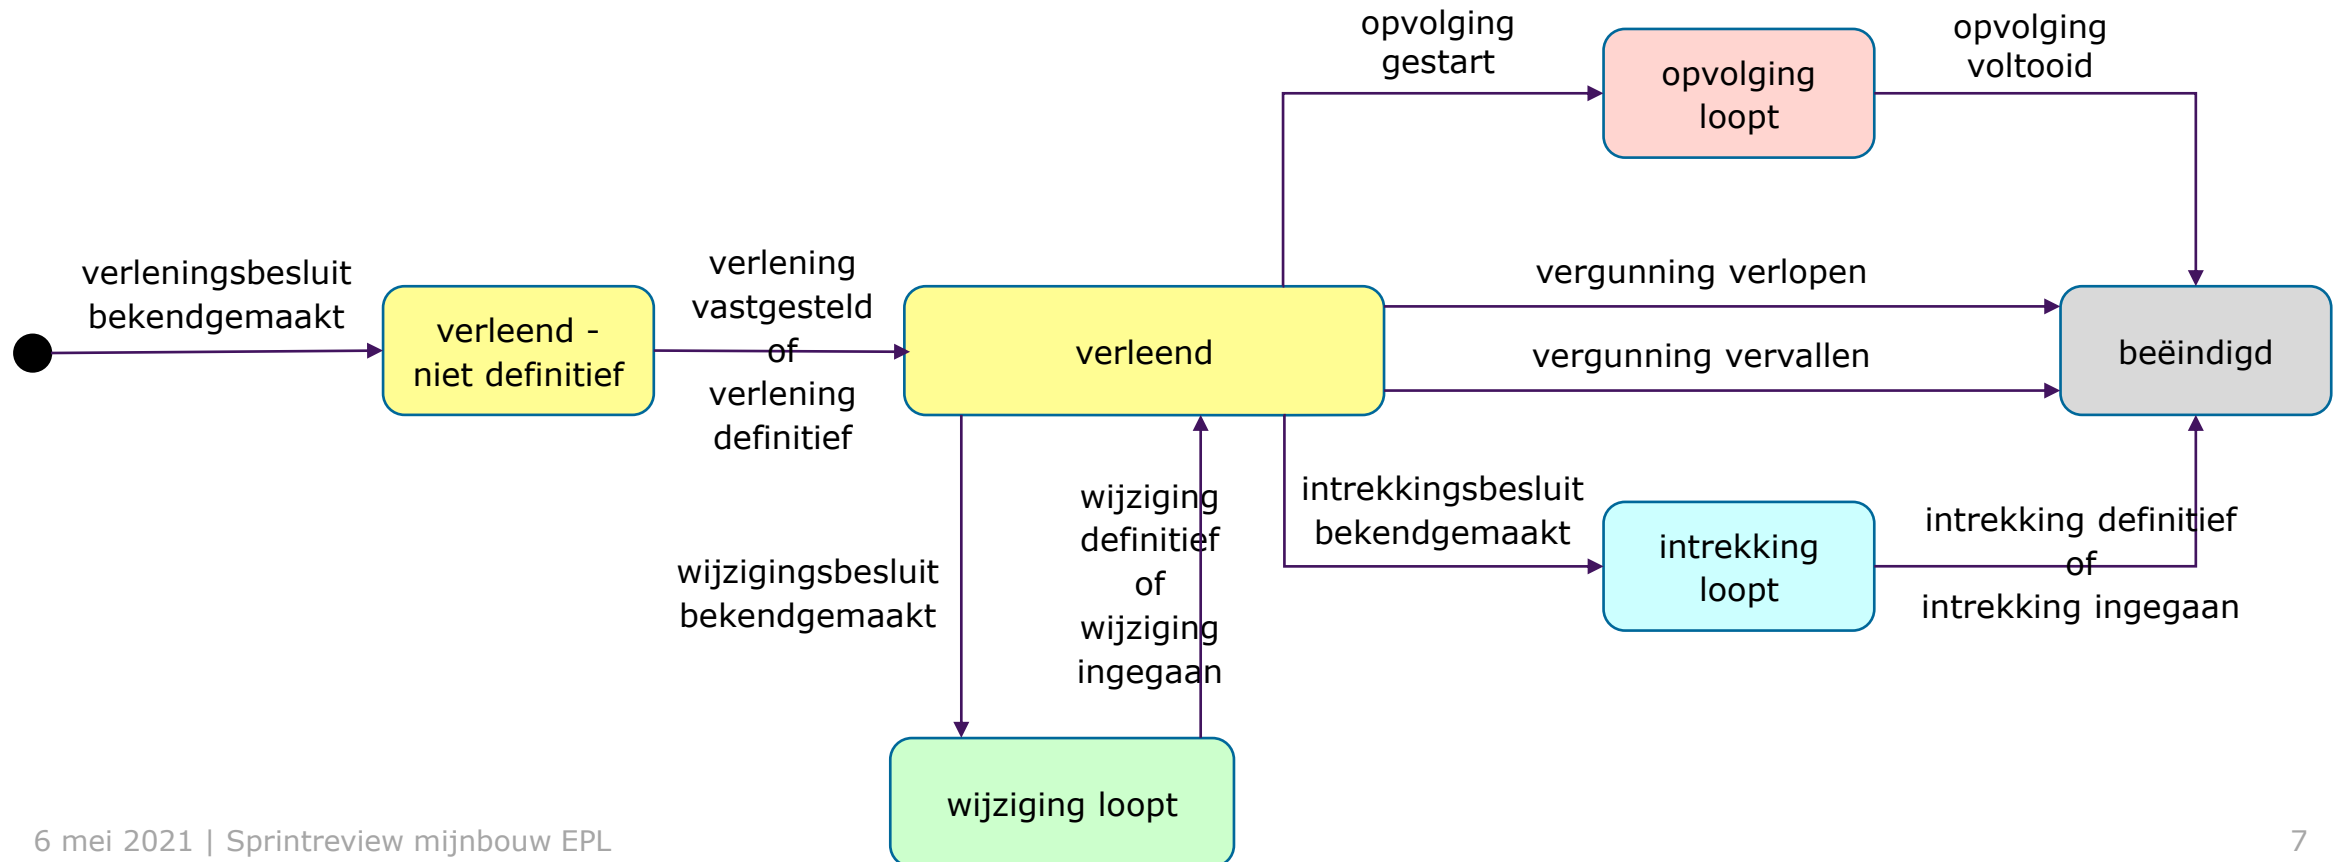 opvolging
gestart
opvolging
loopt
opvolging
voltooid
verleningsbesluit
bekendgemaakt
verleend -
niet definitief
verlening
vastgesteld
of
verlening
definitief
verleend
vergunning verlopen
vergunning vervallen
beëindigd
wijzigingsbesluit
bekendgemaakt
wijziging
definitief
of
wijziging
ingegaan
intrekkingsbesluit
bekendgemaakt
intrekking
loopt
intrekking definitief
of
intrekking ingegaan
wijziging loopt
6 mei 2021 | Sprintreview mijnbouw EPL
7